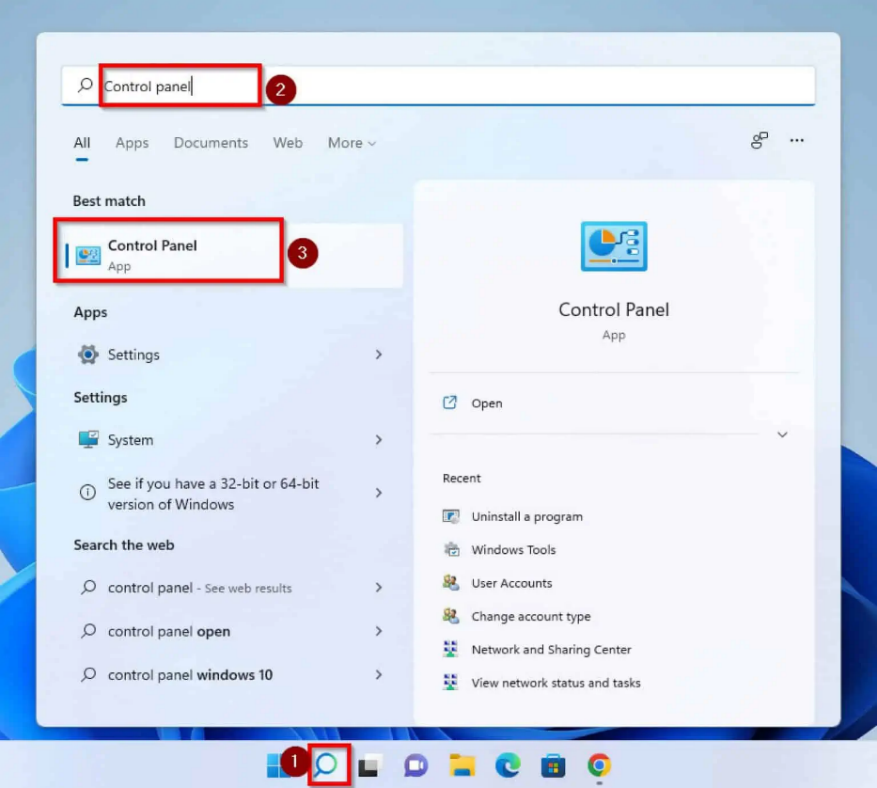 Control panel
2
All Apps Documents Web More
Best match
Control Panel
App
3
Apps
Settings
Settings
System
See if you have a 32-bit or 64-bit
version of Windows
Search the web
control panel - See web results
control panel open
control panel windows 10
Control Panel
App
Open
Recent
Uninstall a program
Windows Tools
User Accounts
Change account type
Network and Sharing Center
View network status and tasks
1